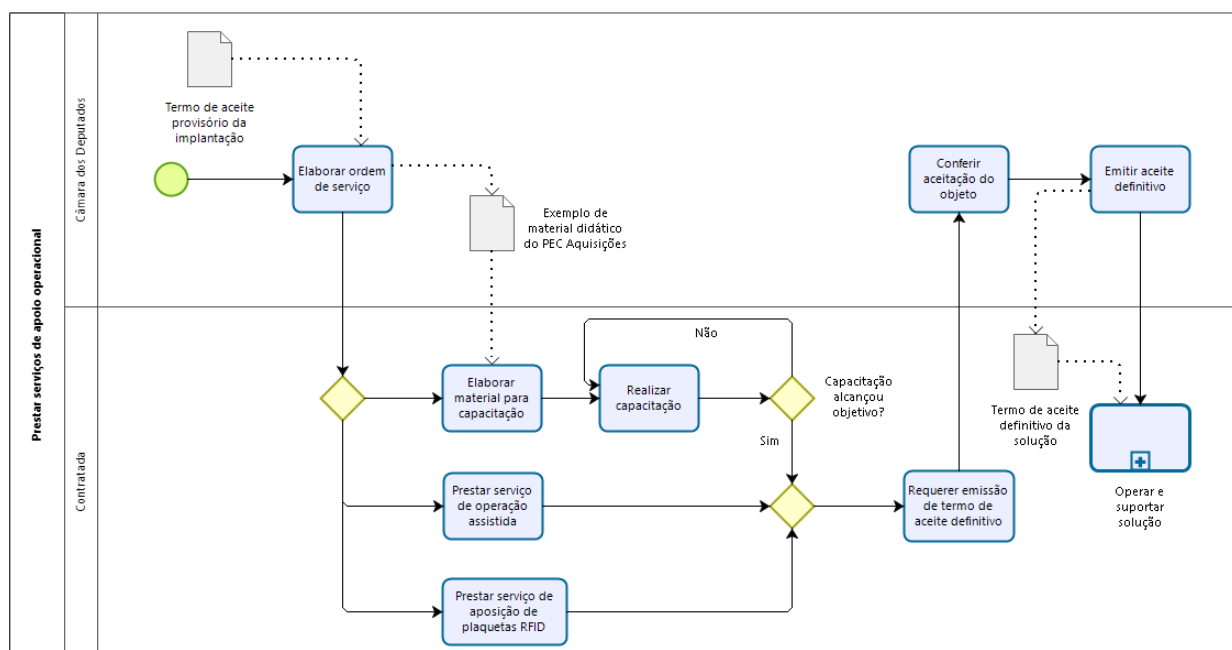 Prestar serviços de apoio operacional
Câmara dos Deputados
Termo de aceite
provisório da
implantação
Elaborar ordem
de serviço
Exemplo de
material didático
do PEC Aquisições
Conferir
aceitação do
objeto
Emitir aceite
definitivo
Contratada
Elaborar
material para
capacitação
Realizar
capacitação
Não
Capacitação
alcançou
objetivo?
Sim
Prestar serviço
de operação
assistida
Prestar serviço de
aposição de
plaquetas RFID
Requerer emissão
de termo de
aceite definitivo
Termo de aceite
definitivo da
solução
Operar e
suportar
solução